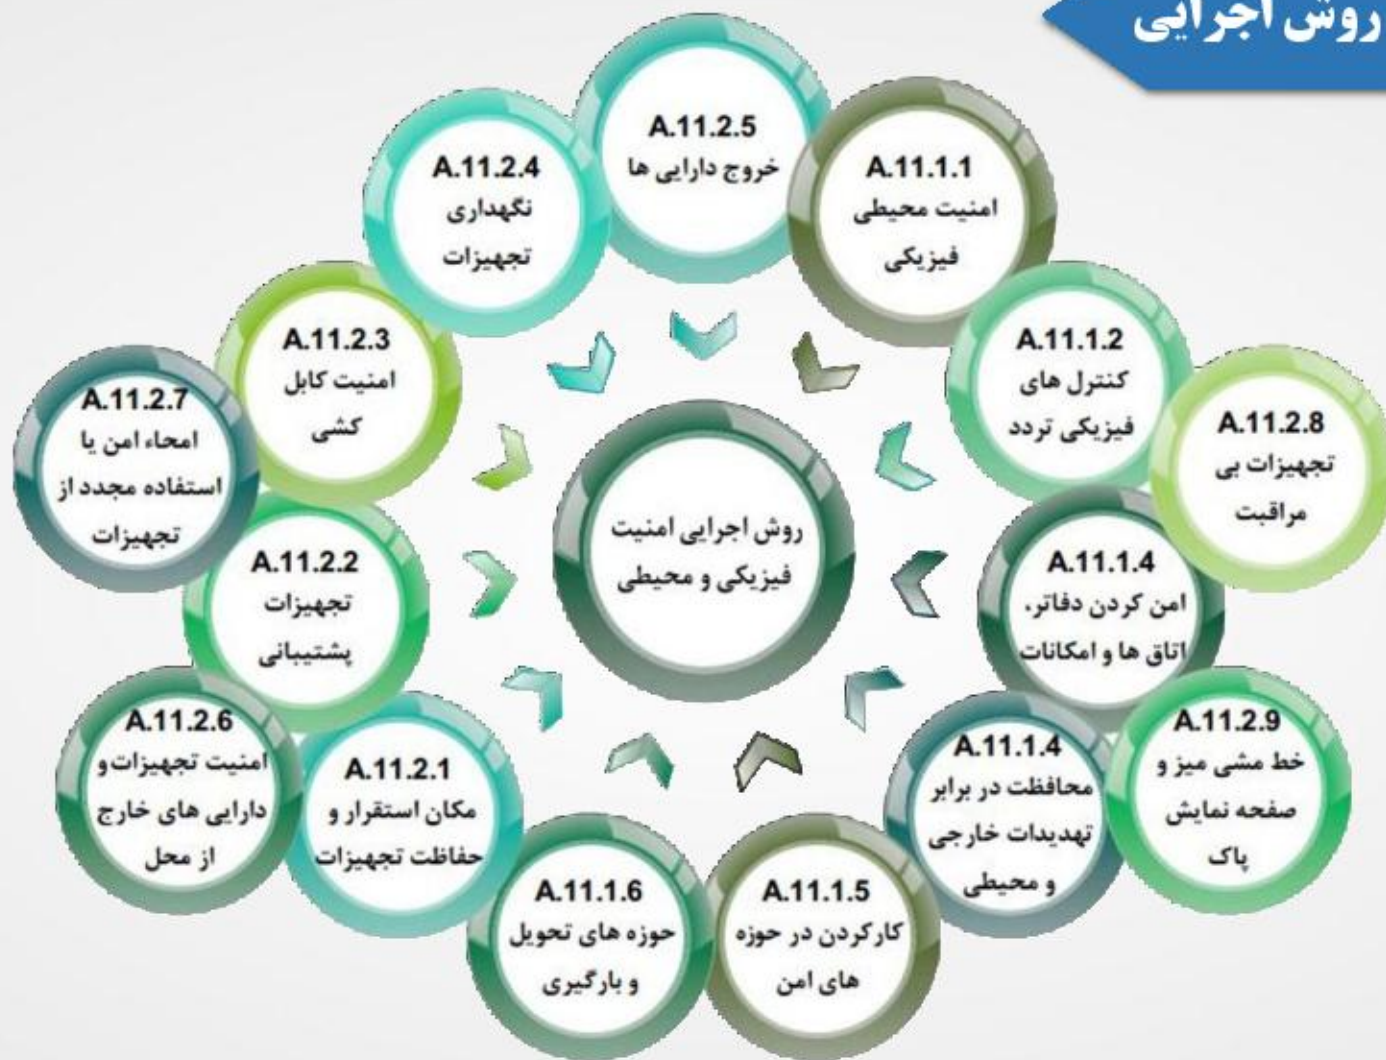 روش اجرایی
A.11.2.5
خروج دارایی ها
A.11.1.1
امنیت محیطی
فیزیکی
A.11.1.2
کنترل های
فیزیکی تردد
A.11.2.8
تجهیزات بی
مراقبت
A.11.1.4
امن کردن دفاتر،
اتاق ها و امکانات
A.11.2.9
خط مشی میز و
صفحه نمایش
پاک
A.11.1.4
محافظت در برابر
تهدیدات خارجی
و محیطی
A.11.1.5
کارکردن در حوزه
های امن
A.11.1.6
حوزه های تحویل
و بارگیری
A.11.2.1
مکان استقرار و
حفاظت تجهیزات
A.11.2.6
امنیت تجهیزات و
دارایی های خارج
از محل
A.11.2.2
تجهیزات
پشتیبانی
A.11.2.7
امحاء امن یا
استفاده مجدد از
تجهیزات
A.11.2.3
امنیت کابل
کشی
A.11.2.4
نگهداری
تجهیزات
روش اجرایی امنیت
فیزیکی و محیطی